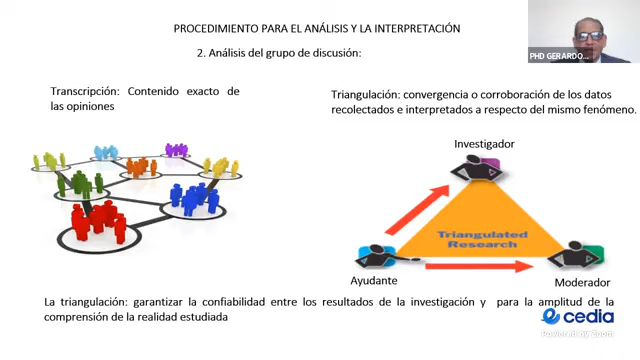 PROCEDIMIENTO PARA EL ANÁLISIS Y LA INTERPRETACIÓN
2. Análisis del grupo de discusión:
PHD GERARDO...
Transcripción: Contenido exacto de
las opiniones
Triangulación: convergencia o corroboración de los datos
recolectados e interpretados a respecto del mismo fenómeno.
Investigador
Triangulated
Research
Ayudante
Moderador
La triangulación: garantizar la confiabilidad entre los resultados de la investigación y para la amplitud de la
comprensión de la realidad estudiada
cedia
Powered by Zoom